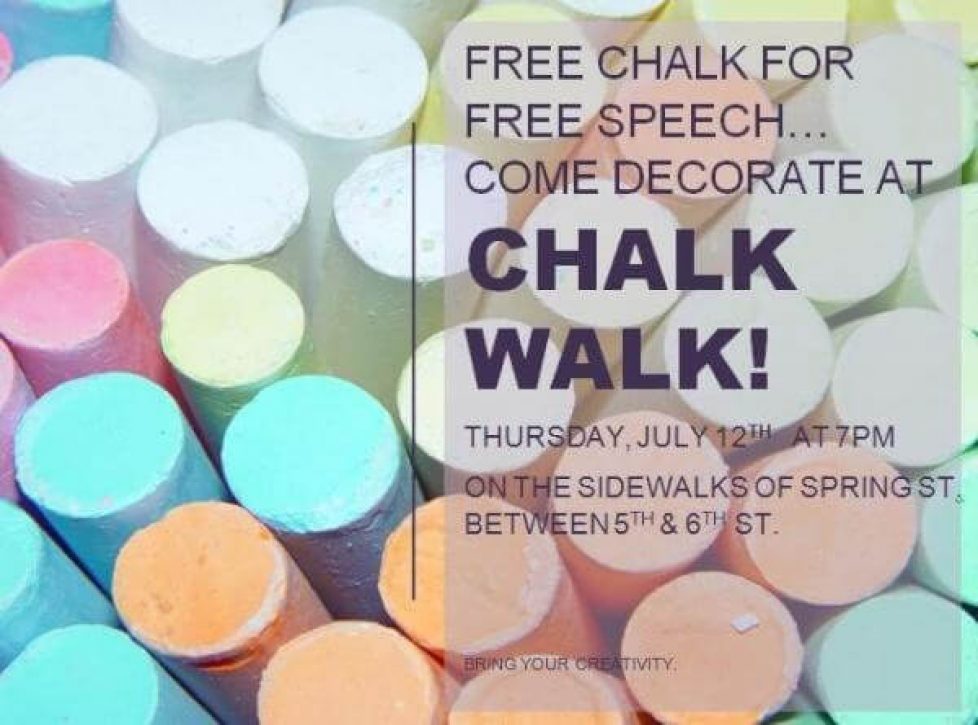 FREE CHALK FOR
FREE SPEECH...
COME DECORATE AT
CHALK
WALK!
THURSDAY, JULY 12TH AT 7PM
ON THE SIDEWALKS OF SPRING ST,
BETWEEN 5TH & 6TH ST.
BRING YOUR CREATIVITY.